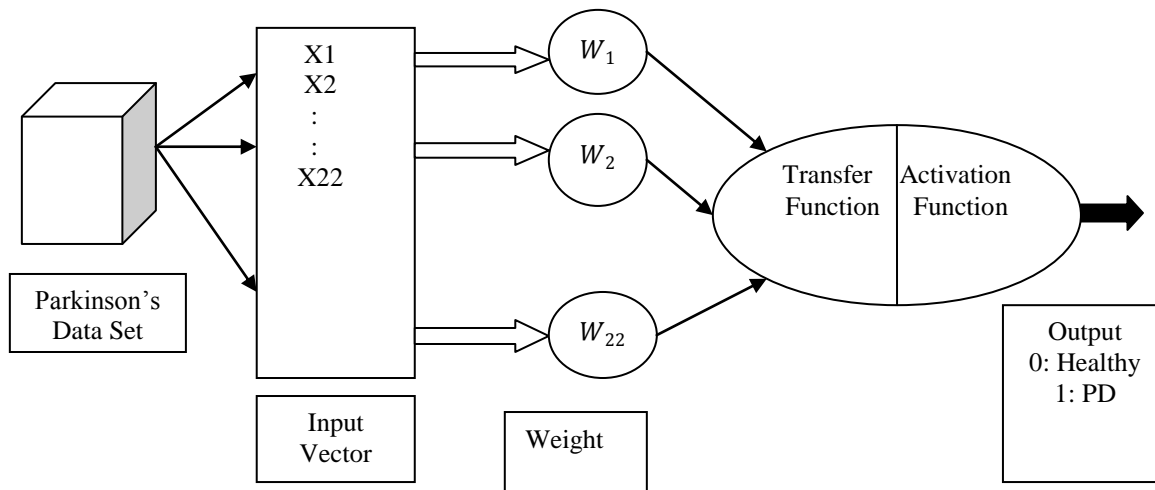 X1
X2
:
:
X22
W₁
W₂
W₂₂
Transfer
Function
Activation
Function
Parkinson’s
Data Set
Input
Vector
Weight
Output
0: Healthy
1: PD